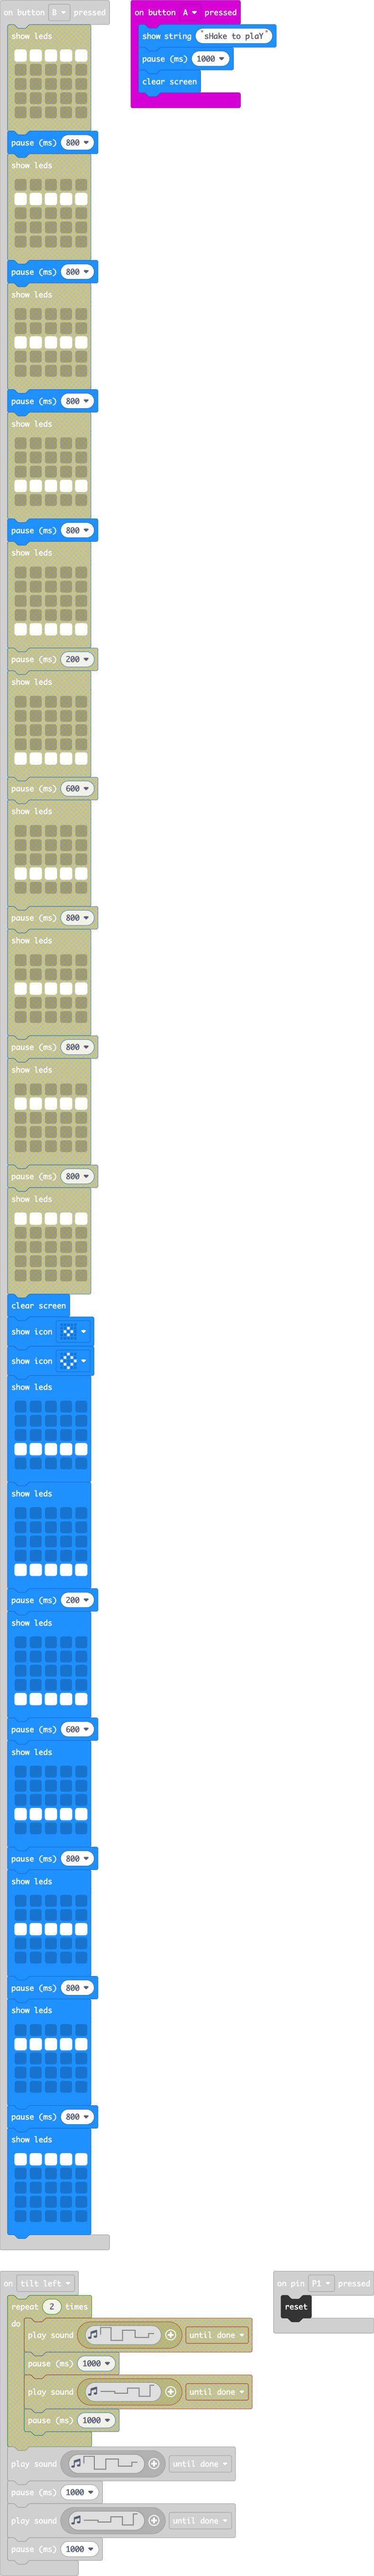 on button B pressed
show leds
pause (ms) 800
show leds
pause (ms) 800
show leds
pause (ms) 800
show leds
pause (ms) 800
show leds
pause (ms) 200
show leds
pause (ms) 600
show leds
pause (ms) 800
show leds
pause (ms) 800
show leds
pause (ms) 800
show leds
clear screen
show icon
show icon
show leds
show leds
pause (ms) 200
show leds
pause (ms) 600
show leds
pause (ms) 800
show leds
pause (ms) 800
show leds
pause (ms) 800
show leds
on button A pressed
show string "sHake to plaY"
pause (ms) 1000
clear screen
on tilt left
repeat 2 times
do
play sound until done
pause (ms) 1000
play sound until done
pause (ms) 1000
play sound until done
pause (ms) 1000
play sound until done
pause (ms) 1000
on pin P1 pressed
reset